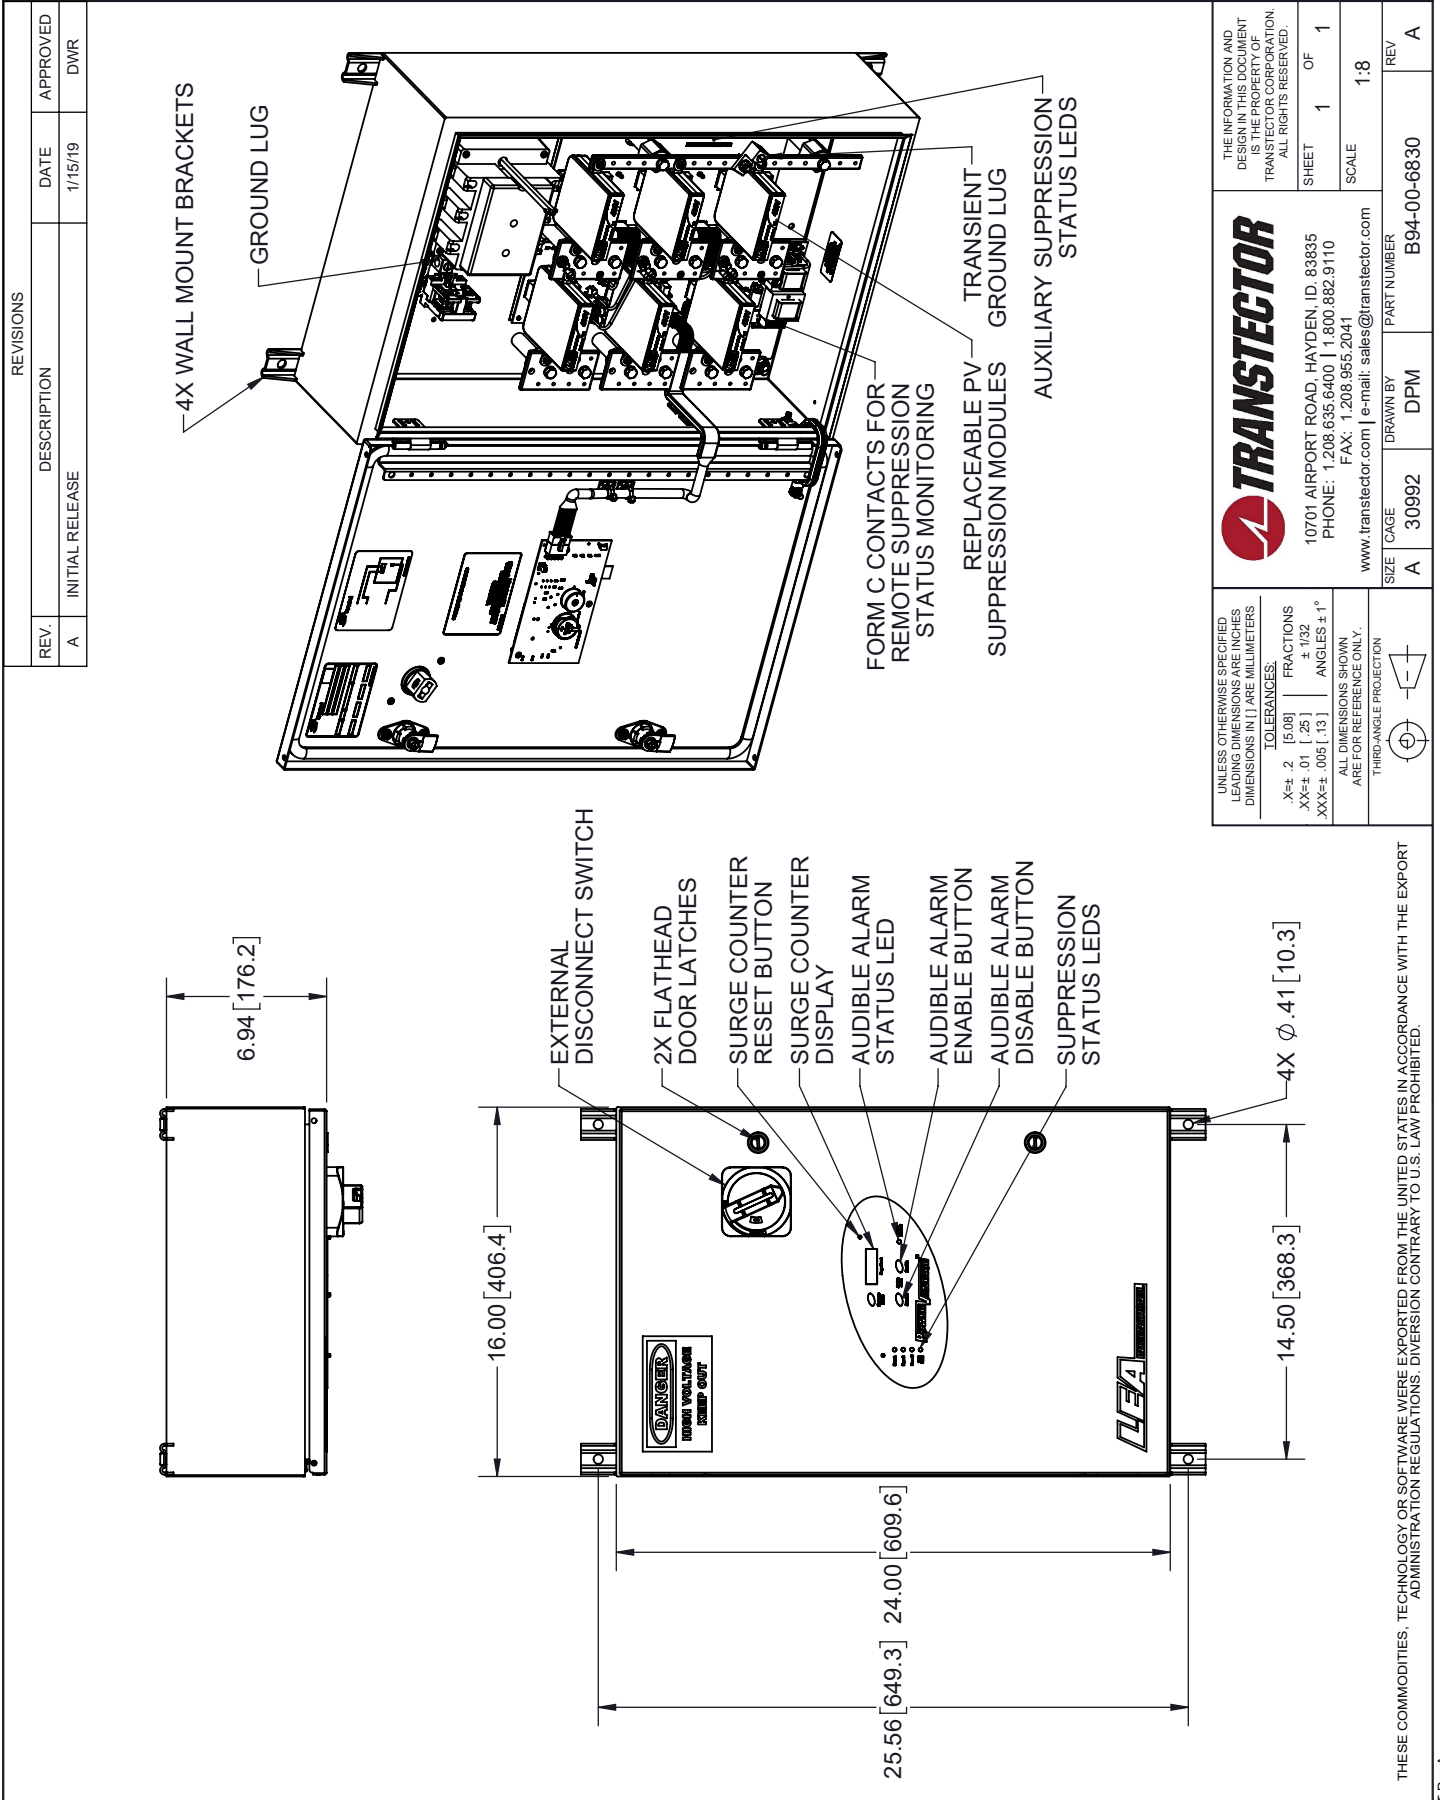 REVISIONS
REV. DESCRIPTION DATE APPROVED
A INITIAL RELEASE 1/15/19 DWR
6.94 [176.2]
4X WALL MOUNT BRACKETS
GROUND LUG
16.00 [406.4]
EXTERNAL
DISCONNECT SWITCH
2X FLATHEAD
DOOR LATCHES
SURGE COUNTER
RESET BUTTON
SURGE COUNTER
DISPLAY
AUDIBLE ALARM
STATUS LED
AUDIBLE ALARM
ENABLE BUTTON
AUDIBLE ALARM
DISABLE BUTTON
SUPPRESSION
STATUS LEDS
DANGER
HIGH VOLTAGE
KEEP OUT
LEA
25.56 [649.3]
24.00 [609.6]
14.50 [368.3]
4X ∅.41 [10.3]
FORM C CONTACTS FOR
REMOTE SUPPRESSION
STATUS MONITORING
REPLACEABLE PV
SUPPRESSION MODULES
TRANSIENT
GROUND LUG
AUXILIARY SUPPRESSION
STATUS LEDS
UNLESS OTHERWISE SPECIFIED
LEADING DIMENSIONS ARE INCHES
DIMENSIONS IN [ ] ARE MILLIMETERS
TOLERANCES:
.X=± .2 [5.08]
.XX=± .01 [.25]
.XXX=± .005 [.13]
FRACTIONS
± 1/32
ANGLES ± 1°
ALL DIMENSIONS SHOWN
ARE FOR REFERENCE ONLY.
THIRD-ANGLE PROJECTION
TRANSTECTOR
10701 AIRPORT ROAD, HAYDEN, ID. 83835
PHONE: 1.208.635.6400 | 1.800.882.9110
FAX: 1.208.955.2041
www.transtector.com | e-mail: sales@transtector.com
THE INFORMATION AND
DESIGN IN THIS DOCUMENT
IS THE PROPERTY OF
TRANSTECTOR CORPORATION.
ALL RIGHTS RESERVED.
SHEET 1 OF 1
SCALE 1:8
SIZE CAGE DRAWN BY PART NUMBER REV
A 30992 DPM B94-00-6830 A
THESE COMMODITIES, TECHNOLOGY OR SOFTWARE WERE EXPORTED FROM THE UNITED STATES IN ACCORDANCE WITH THE EXPORT
ADMINISTRATION REGULATIONS. DIVERSION CONTRARY TO U.S. LAW PROHIBITED.